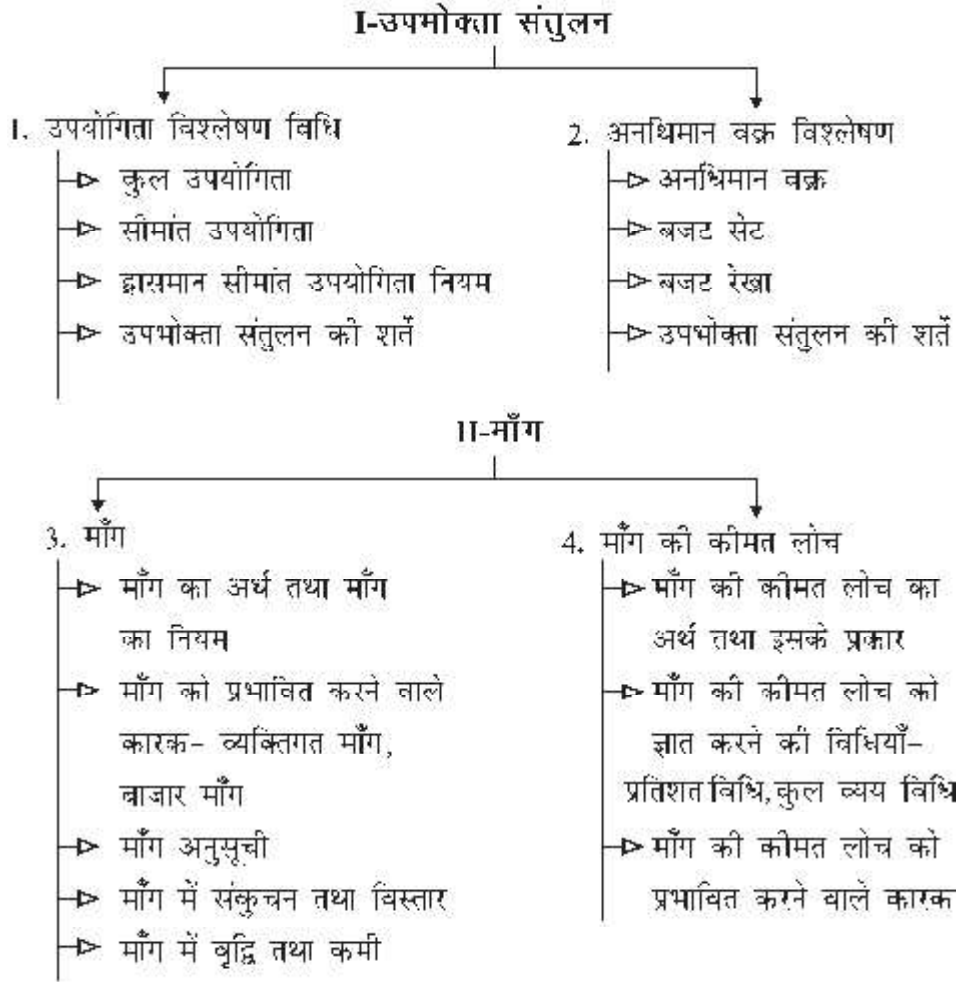 I-उपमोक्ता संतुलन
1. उपयोगिता विश्लेषण विधि
कुल उपयोगिता
सीमांत उपयोगिता
ह्रासमान सीमांत उपयोगिता नियम
उपभोक्ता संतुलन की शर्तें
2. अनधिमान वक्र विश्लेषण
अनधिमान वक्र
बजट सेट
बजट रेखा
उपभोक्ता संतुलन की शर्तें
II-माँग
3. माँग
माँग का अर्थ तथा माँग
का नियम
माँग को प्रभावित करने वाले
कारक- व्यक्तिगत माँग,
बाजार माँग
माँग अनुसूची
माँग में संकुचन तथा विस्तार
माँग में वृद्धि तथा कमी
4. माँग की कीमत लोच
माँग की कीमत लोच का
अर्थ तथा इसके प्रकार
माँग की कीमत लोच को
ज्ञात करने की विधियाँ-
प्रतिशत विधि, कुल व्यय विधि
माँग की कीमत लोच को
प्रभावित करने वाले कारक